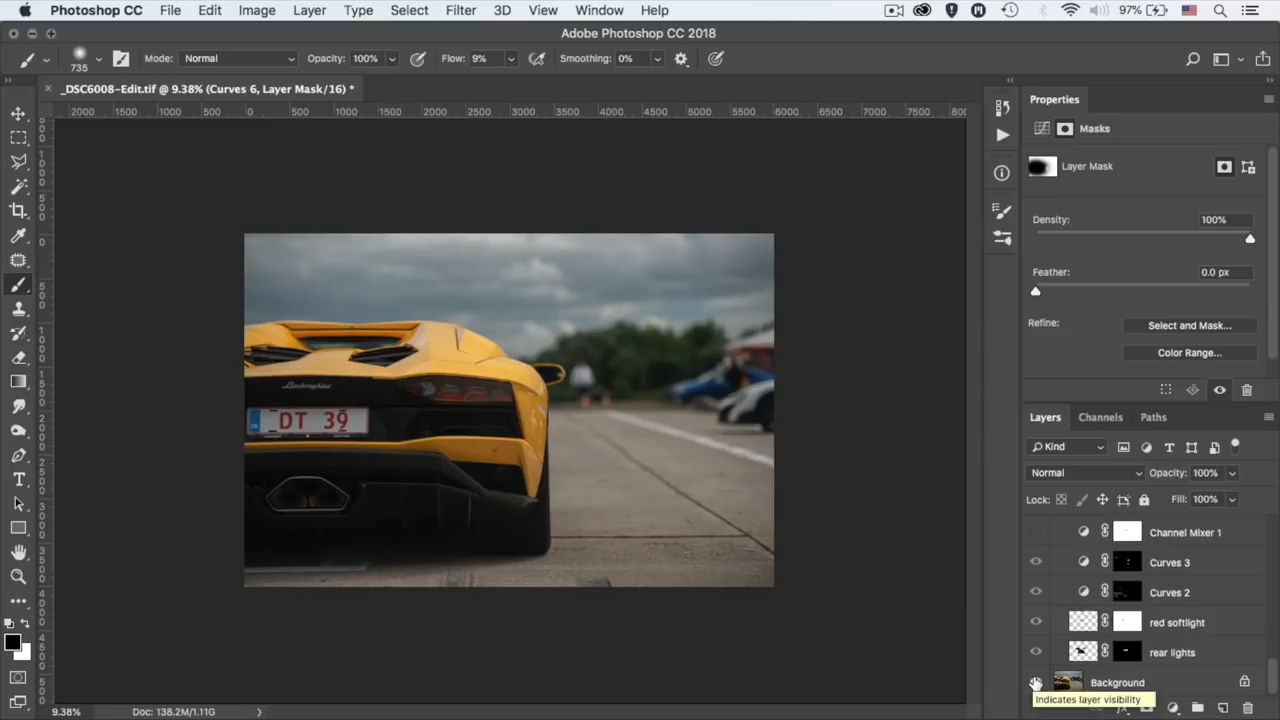 Photoshop CC File Edit Image Layer Type Select Filter 3D View Window Help 97%
Adobe Photoshop CC 2018
735 Mode: Normal Opacity: 100% Flow: 9% Smoothing: 0%
_DSC6008-Edit.tif @ 9.38% (Curves 6, Layer Mask/16) *
2000 1500 1000 500 0 500 1000 1500 2000 2500 3000 3500 4000 4500 5000 5500 6000 6500 7000 7500
Properties
Masks
Layer Mask
Density: 100%
Feather: 0.0 px
Refine: Select and Mask...
Color Range...
Lamborghini
DT 39
Layers Channels Paths
Kind
Normal Opacity: 100%
Lock: Fill: 100%
Channel Mixer 1
Curves 3
Curves 2
red softlight
rear lights
Background
Indicates layer visibility
9.38% Doc: 138.2M/1.11G